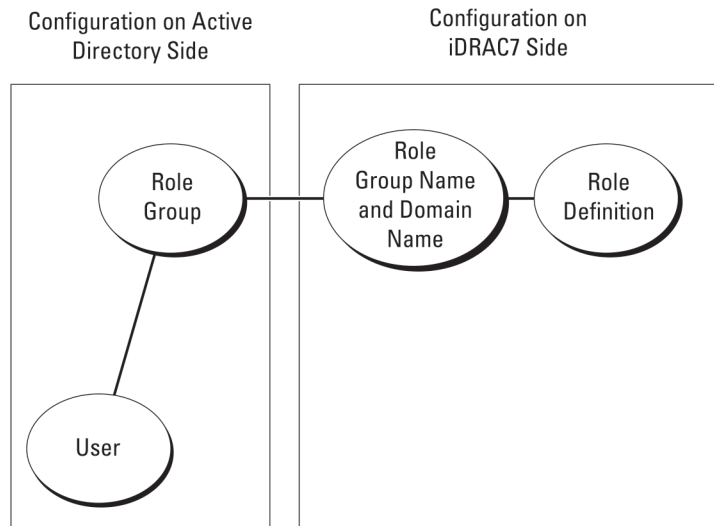 Configuration on Active
Directory Side
Configuration on
iDRAC7 Side
Role
Group
Role
Group Name
and Domain
Name
Role
Definition
User